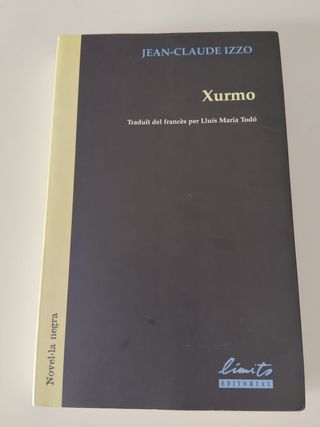 JEAN-CLAUDE IZZO
Xurmo
Traduït del francès per Lluís Maria Todó
Novel·la negra
límits
EDITORIAL